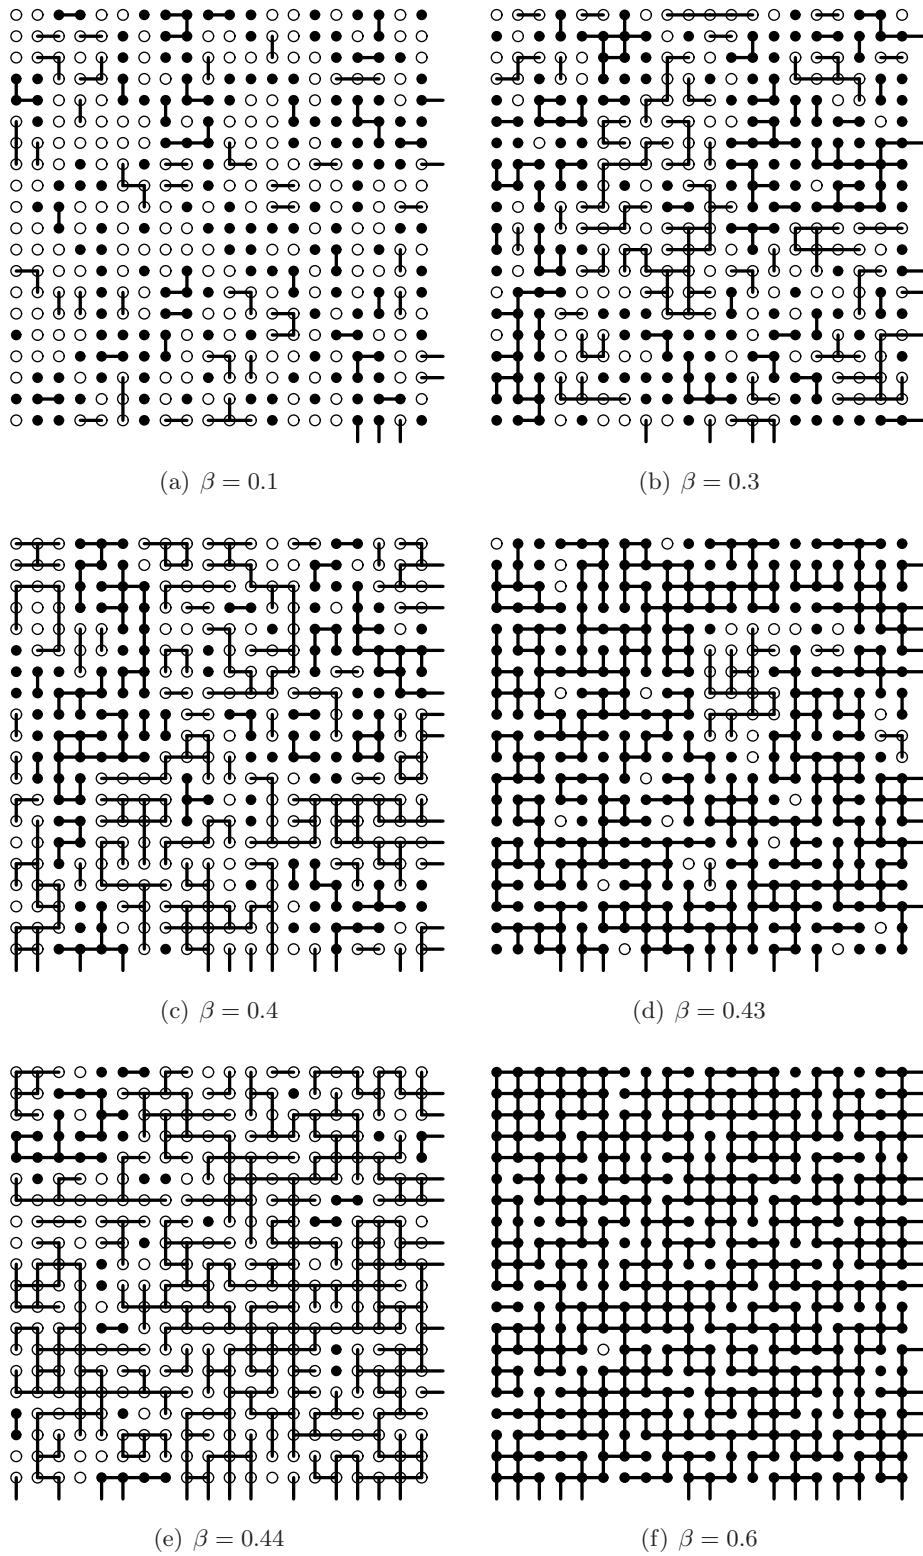 (a) β = 0.1
(b) β = 0.3
(c) β = 0.4
(d) β = 0.43
(e) β = 0.44
(f) β = 0.6